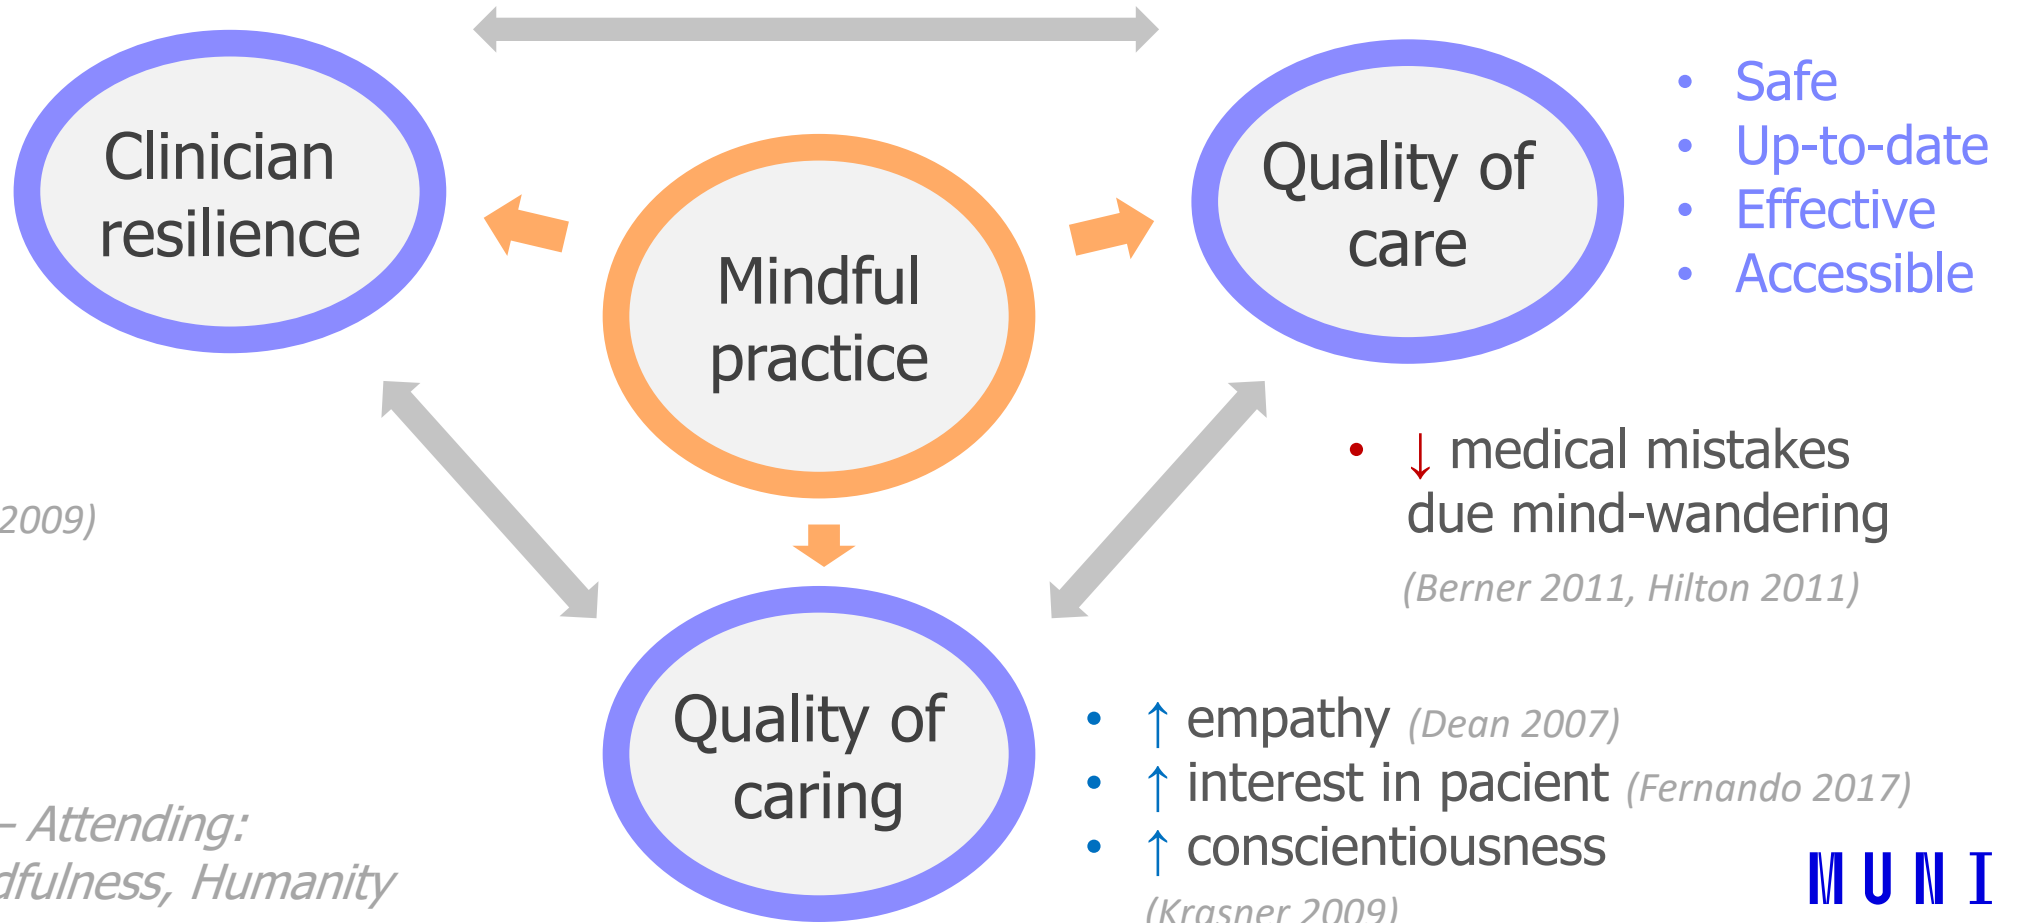 Clinician
resilience
Mindful
practice
Quality of
care
• Safe
• Up-to-date
• Effective
• Accessible
• ↓ medical mistakes
due mind-wandering
(Berner 2011, Hilton 2011)
2009)
Quality of
caring
• ↑ empathy (Dean 2007)
• ↑ interest in pacient (Fernando 2017)
• ↑ conscientiousness
(Krasner 2009)
– Attending:
dfulness, Humanity
MUNI